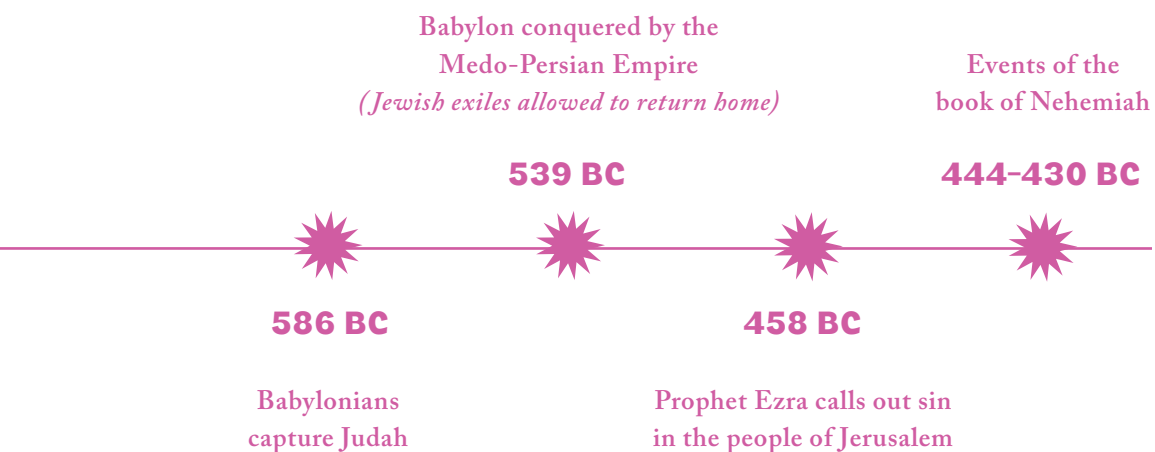 Babylon conquered by the
Medo-Persian Empire
(Jewish exiles allowed to return home)
539 BC
Events of the
book of Nehemiah
444–430 BC
586 BC
Babylonians
capture Judah
458 BC
Prophet Ezra calls out sin
in the people of Jerusalem